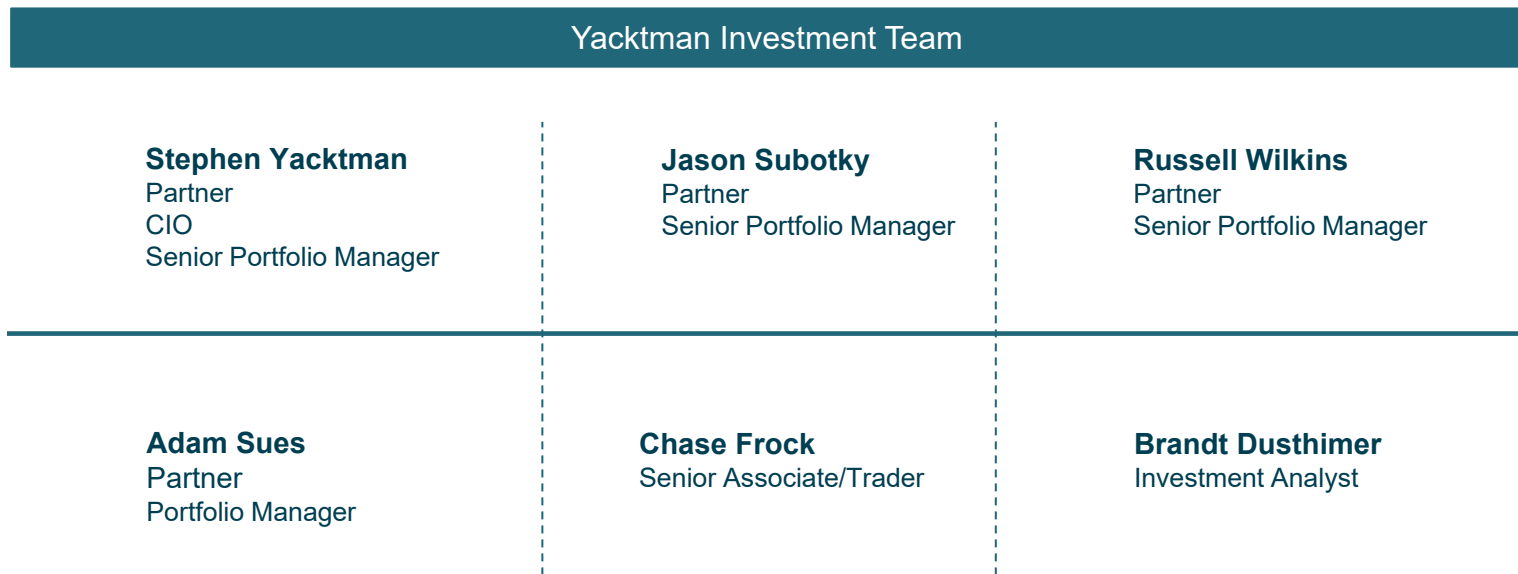 Yacktman Investment Team
Stephen Yacktman
Partner
CIO
Senior Portfolio Manager
Jason Subotky
Partner
Senior Portfolio Manager
Russell Wilkins
Partner
Senior Portfolio Manager
Adam Sues
Partner
Portfolio Manager
Chase Frock
Senior Associate/Trader
Brandt Dusthimer
Investment Analyst